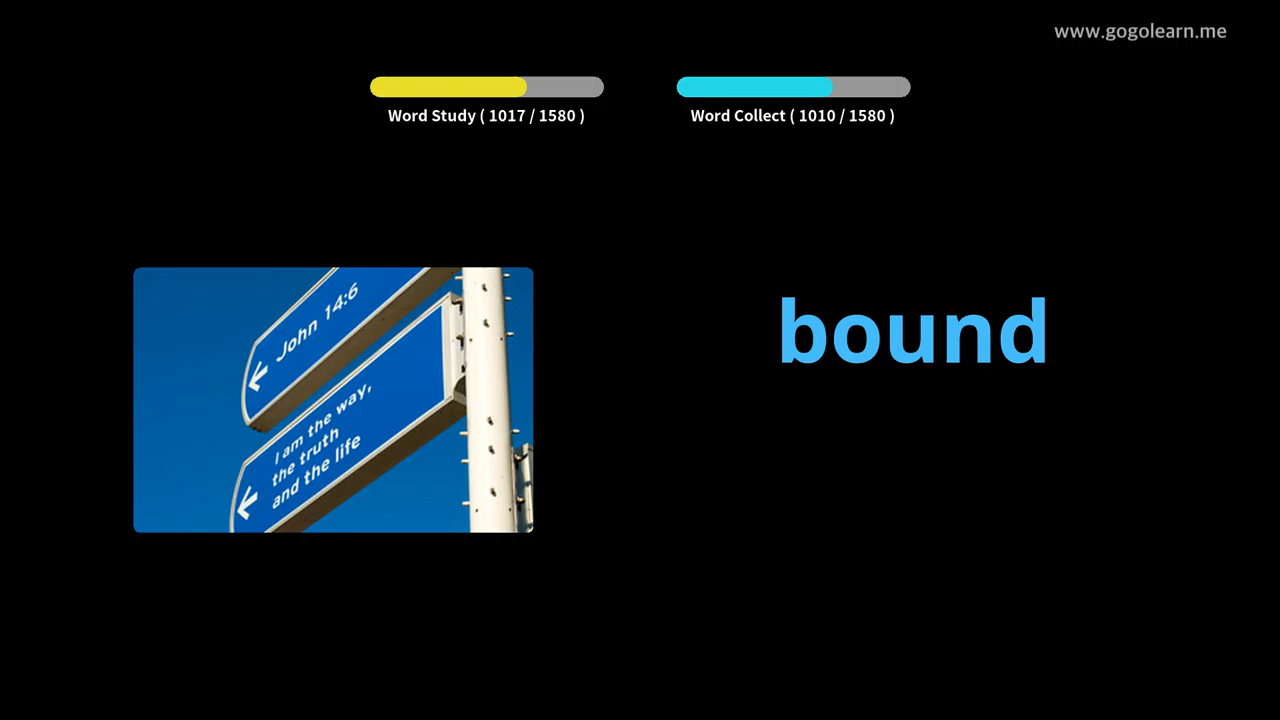 www.gogolearn.me
Word Study ( 1017 / 1580 )
Word Collect ( 1010 / 1580 )
John 14:6
I am the way,
the truth
and the life
bound